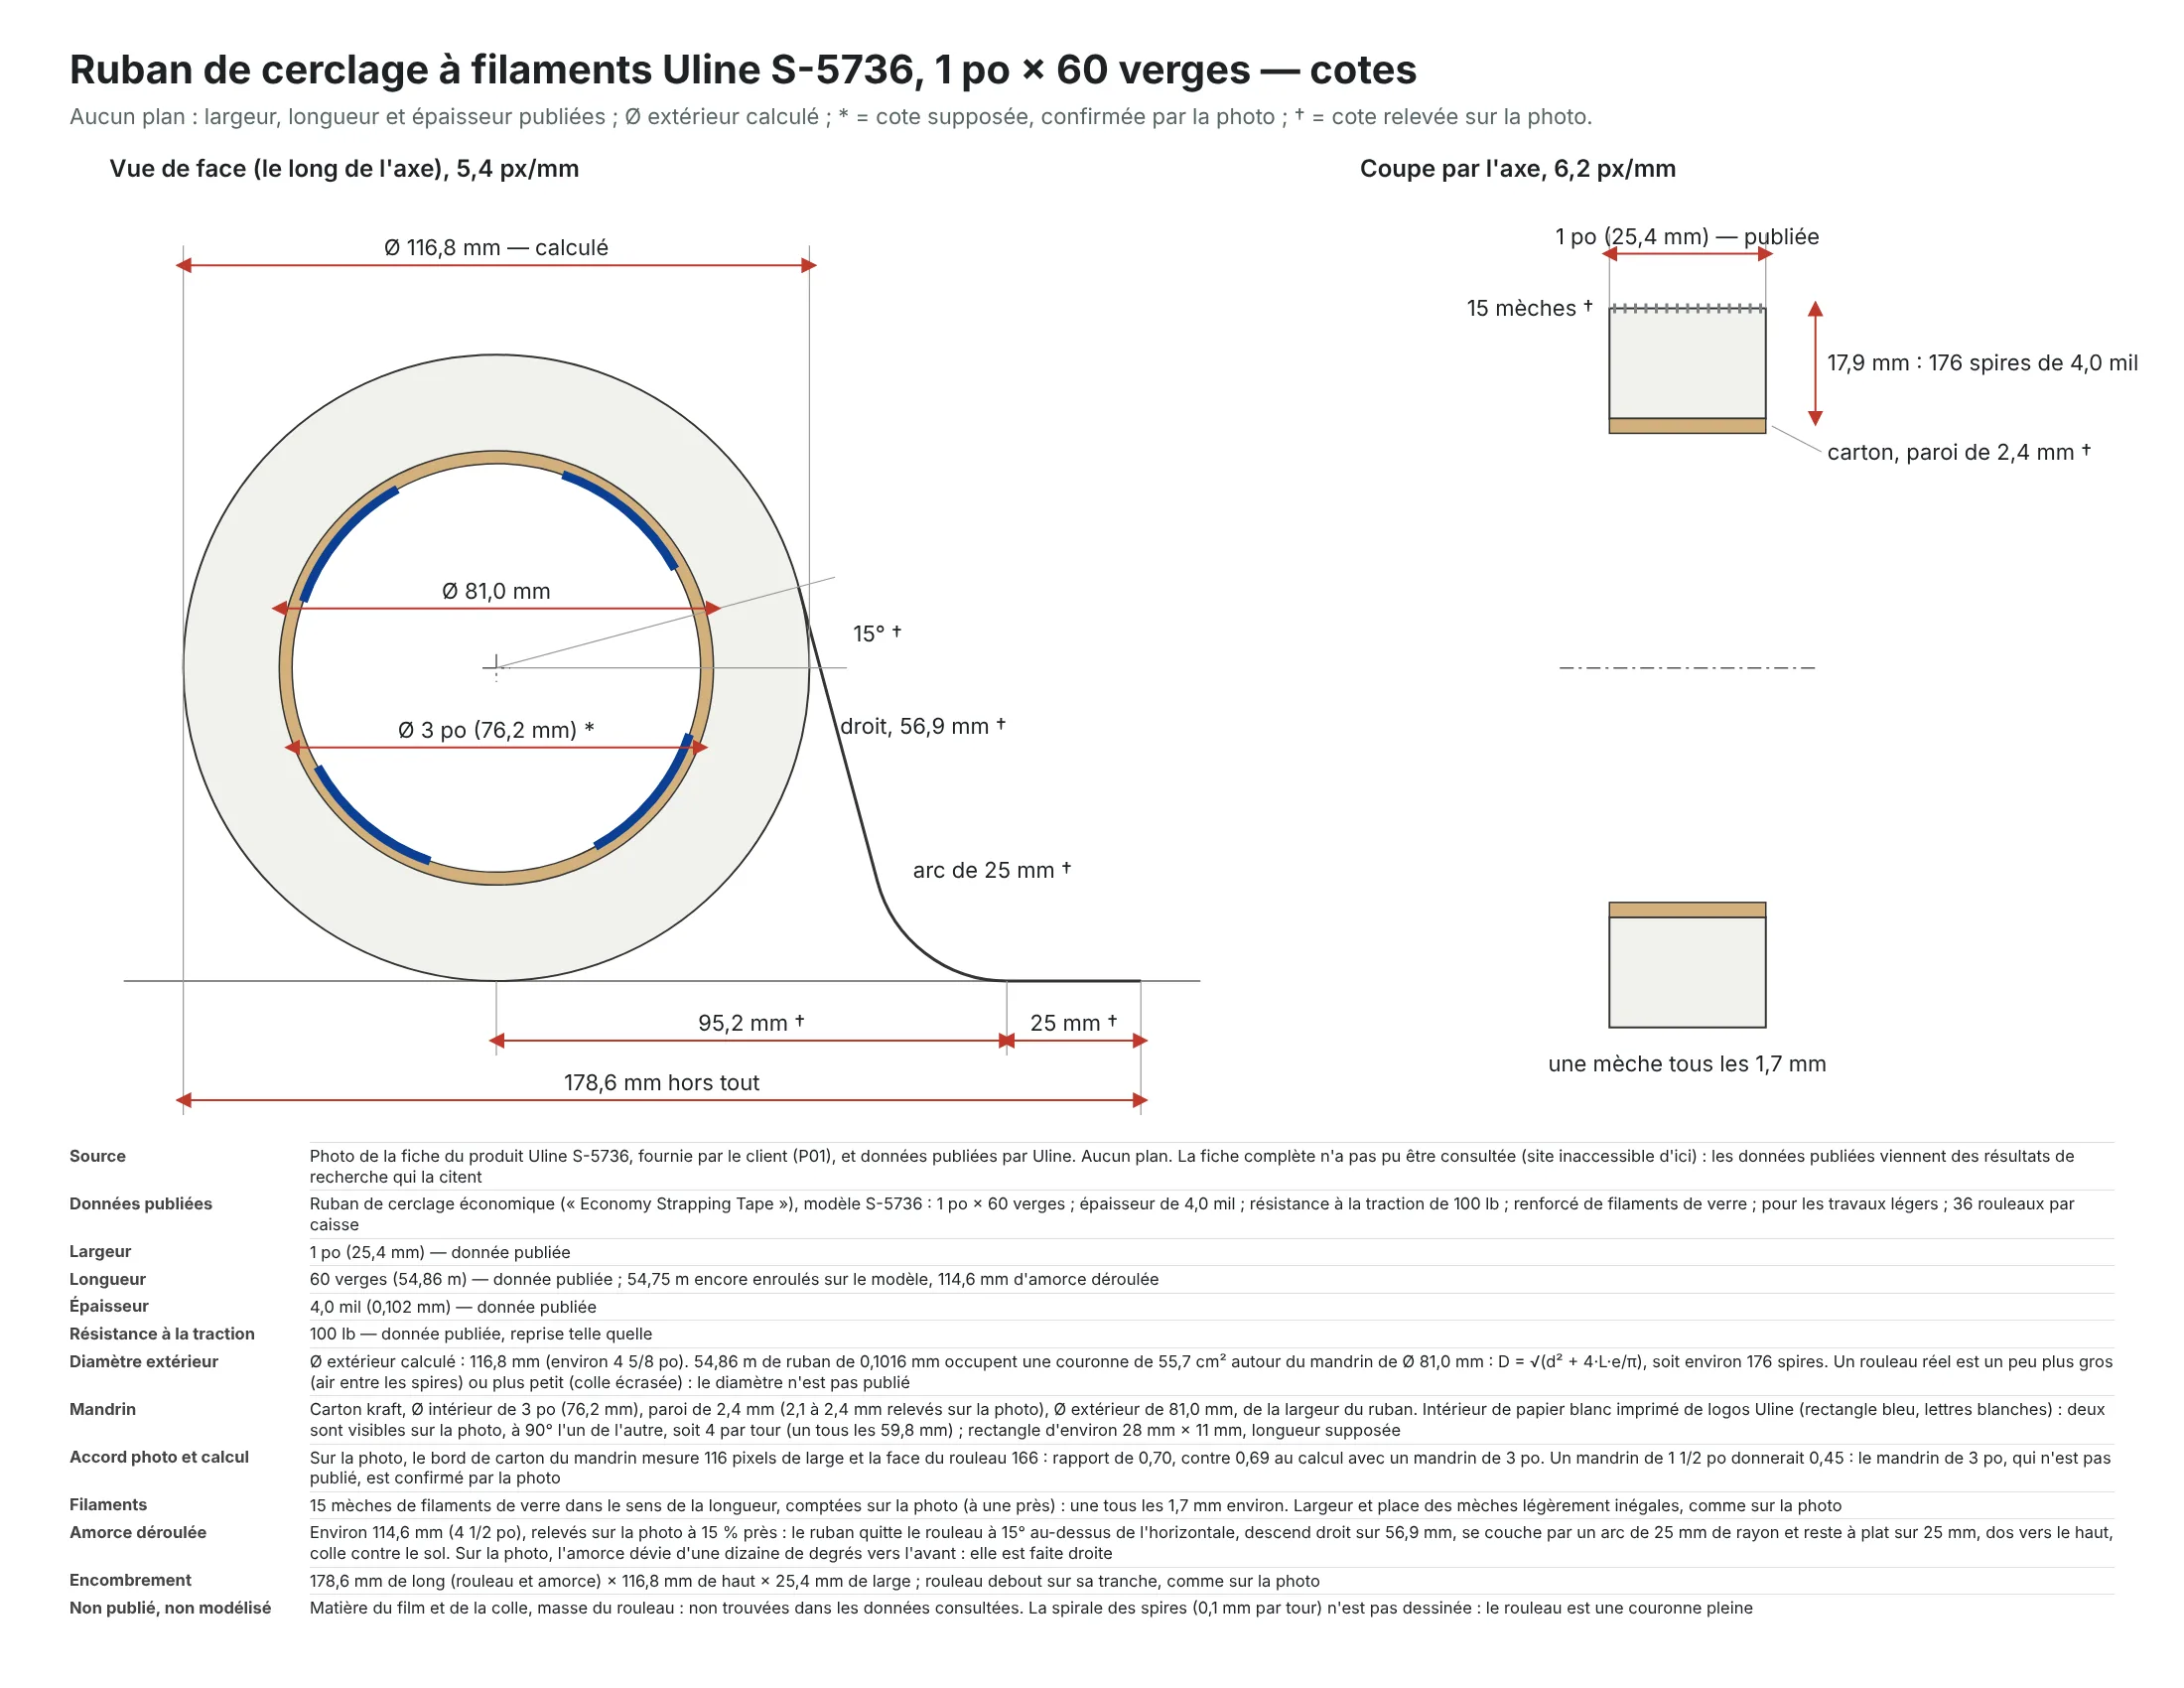 Ruban de cerclage à filaments Uline S-5736, 1 po × 60 verges — cotes
Aucun plan : largeur, longueur et épaisseur publiées ; Ø extérieur calculé ; * = cote supposée, confirmée par la photo ; † = cote relevée sur la photo.
Vue de face (le long de l'axe), 5,4 px/mm
Coupe par l'axe, 6,2 px/mm
Ø 116,8 mm — calculé
1 po (25,4 mm) — publiée
15 mèches †
17,9 mm : 176 spires de 4,0 mil
carton, paroi de 2,4 mm †
Ø 81,0 mm
15° †
Ø 3 po (76,2 mm) *
droit, 56,9 mm †
arc de 25 mm †
95,2 mm †
25 mm †
une mèche tous les 1,7 mm
178,6 mm hors tout
Source
Photo de la fiche du produit Uline S-5736, fournie par le client (P01), et données publiées par Uline. Aucun plan. La fiche complète n'a pas pu être consultée (site inaccessible d'ici) : les données publiées viennent des résultats de
recherche qui la citent
Données publiées
Ruban de cerclage économique (« Economy Strapping Tape »), modèle S-5736 : 1 po × 60 verges ; épaisseur de 4,0 mil ; résistance à la traction de 100 lb ; renforcé de filaments de verre ; pour les travaux légers ; 36 rouleaux par
caisse
Largeur
1 po (25,4 mm) — donnée publiée
Longueur
60 verges (54,86 m) — donnée publiée ; 54,75 m encore enroulés sur le modèle, 114,6 mm d'amorce déroulée
Épaisseur
4,0 mil (0,102 mm) — donnée publiée
Résistance à la traction
100 lb — donnée publiée, reprise telle quelle
Diamètre extérieur
Ø extérieur calculé : 116,8 mm (environ 4 5/8 po). 54,86 m de ruban de 0,1016 mm occupent une couronne de 55,7 cm² autour du mandrin de Ø 81,0 mm : D = √(d² + 4·L·e/π), soit environ 176 spires. Un rouleau réel est un peu plus gros
(air entre les spires) ou plus petit (colle écrasée) : le diamètre n'est pas publié
Mandrin
Carton kraft, Ø intérieur de 3 po (76,2 mm), paroi de 2,4 mm (2,1 à 2,4 mm relevés sur la photo), Ø extérieur de 81,0 mm, de la largeur du ruban. Intérieur de papier blanc imprimé de logos Uline (rectangle bleu, lettres blanches) : deux
sont visibles sur la photo, à 90° l'un de l'autre, soit 4 par tour (un tous les 59,8 mm) ; rectangle d'environ 28 mm × 11 mm, longueur supposée
Accord photo et calcul
Sur la photo, le bord de carton du mandrin mesure 116 pixels de large et la face du rouleau 166 : rapport de 0,70, contre 0,69 au calcul avec un mandrin de 3 po. Un mandrin de 1 1/2 po donnerait 0,45 : le mandrin de 3 po, qui n'est pas
publié, est confirmé par la photo
Filaments
15 mèches de filaments de verre dans le sens de la longueur, comptées sur la photo (à une près) : une tous les 1,7 mm environ. Largeur et place des mèches légèrement inégales, comme sur la photo
Amorce déroulée
Environ 114,6 mm (4 1/2 po), relevés sur la photo à 15 % près : le ruban quitte le rouleau à 15° au-dessus de l'horizontale, descend droit sur 56,9 mm, se couche par un arc de 25 mm de rayon et reste à plat sur 25 mm, dos vers le haut,
colle contre le sol. Sur la photo, l'amorce dévie d'une dizaine de degrés vers l'avant : elle est faite droite
Encombrement
178,6 mm de long (rouleau et amorce) × 116,8 mm de haut × 25,4 mm de large ; rouleau debout sur sa tranche, comme sur la photo
Non publié, non modélisé
Matière du film et de la colle, masse du rouleau : non trouvées dans les données consultées. La spirale des spires (0,1 mm par tour) n'est pas dessinée : le rouleau est une couronne pleine